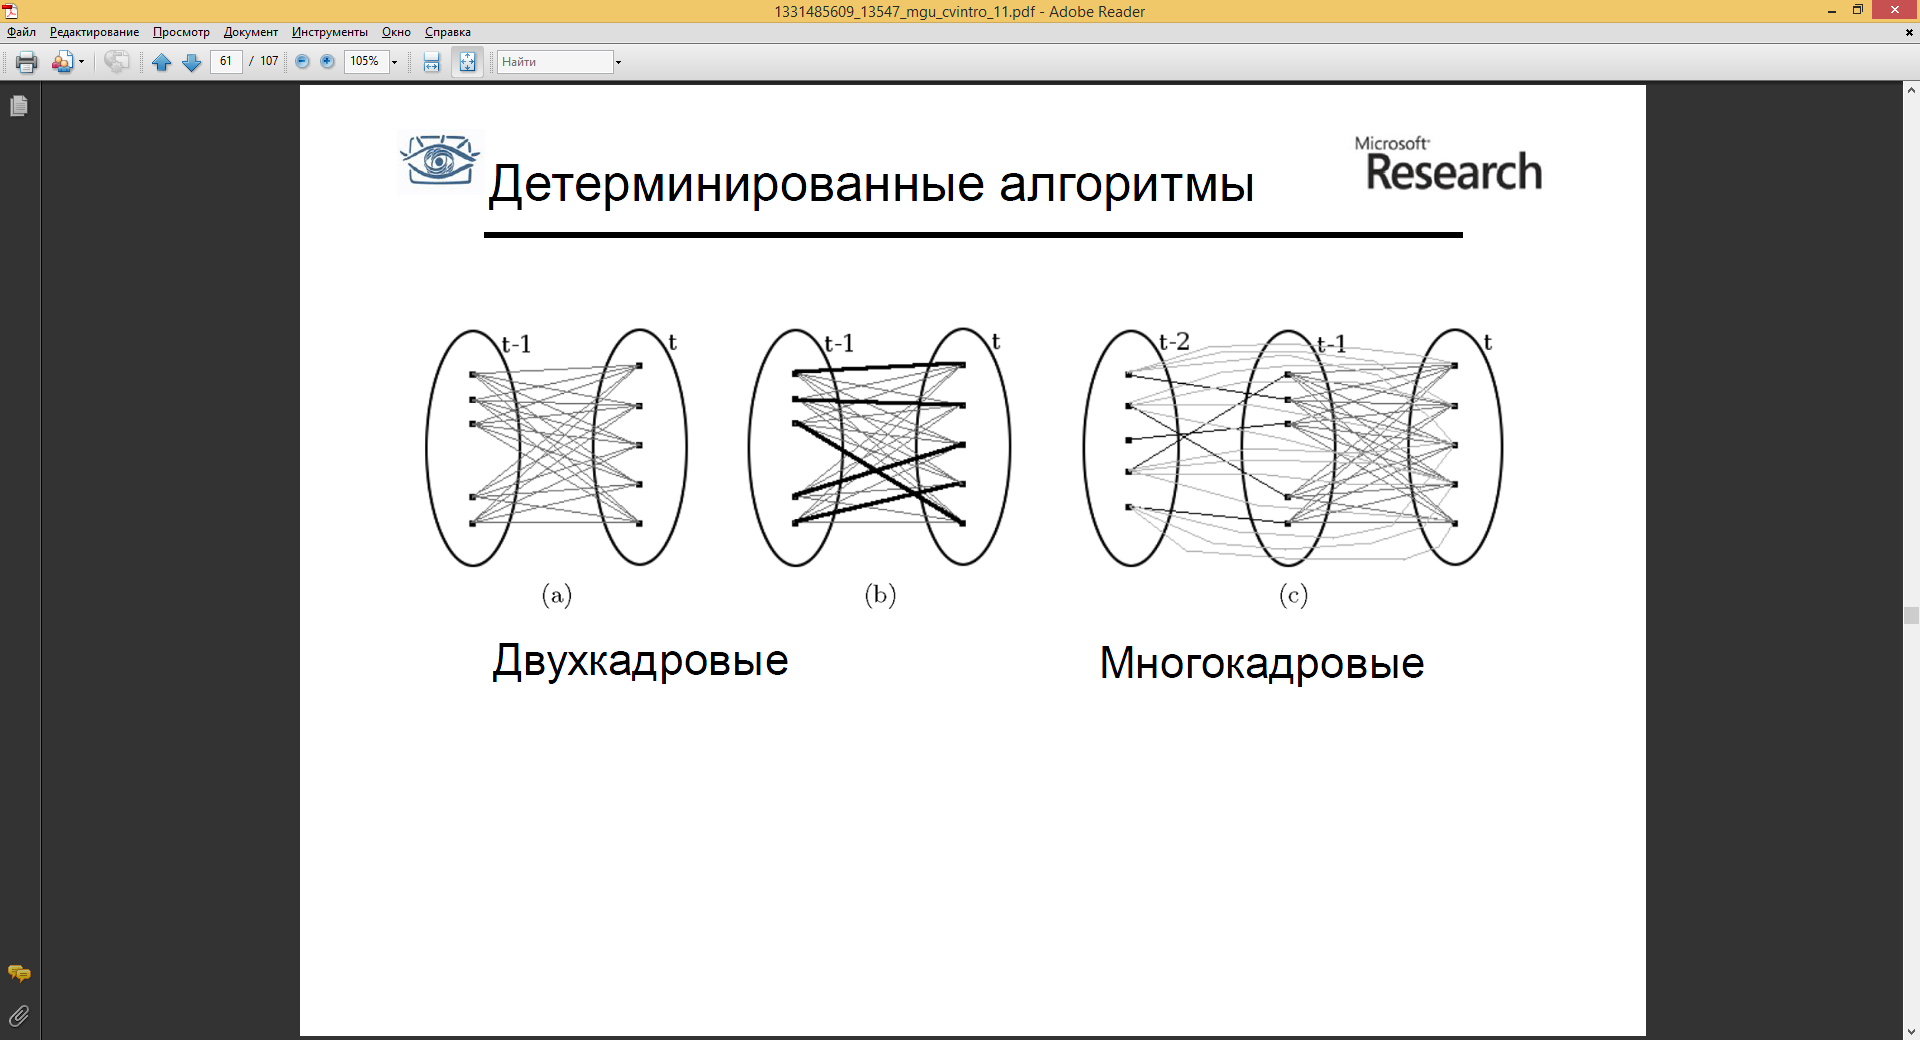 1331485609_13547_mgu_cvintro_11.pdf - Adobe Reader
Файл Редактирование Просмотр Документ Инструменты Окно Справка
61 / 107 105% Найти
Детерминированные алгоритмы
Microsoft
Research
t-1 t t-1 t t-2 t-1 t
(a) (b) (c)
Двухкадровые Многокадровые